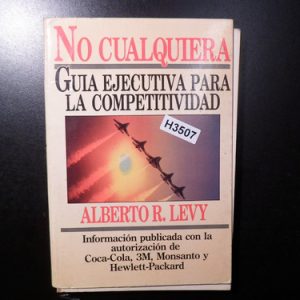 NO CUALQUIERA
GUIA EJECUTIVA PARA
LA COMPETITIVIDAD
H3507
ALBERTO R. LEVY
Información publicada con la
autorización de
Coca-Cola, 3M, Monsanto y
Hewlett-Packard